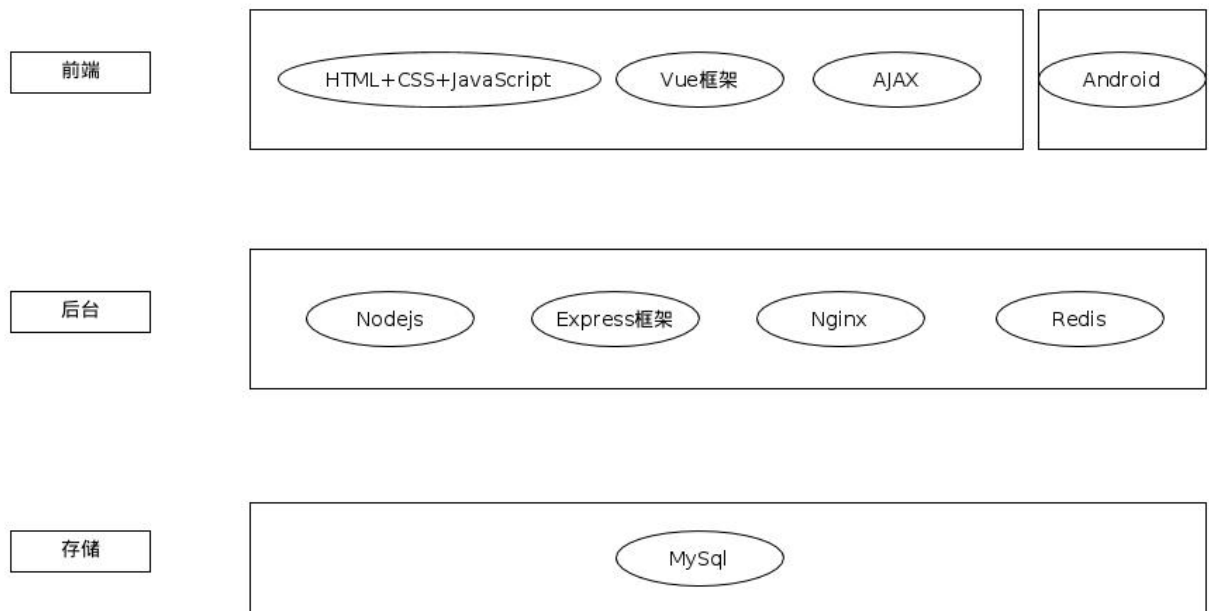 前端
HTML+CSS+JavaScript
Vue框架
AJAX
Android
后台
Nodejs
Express框架
Nginx
Redis
存储
MySql